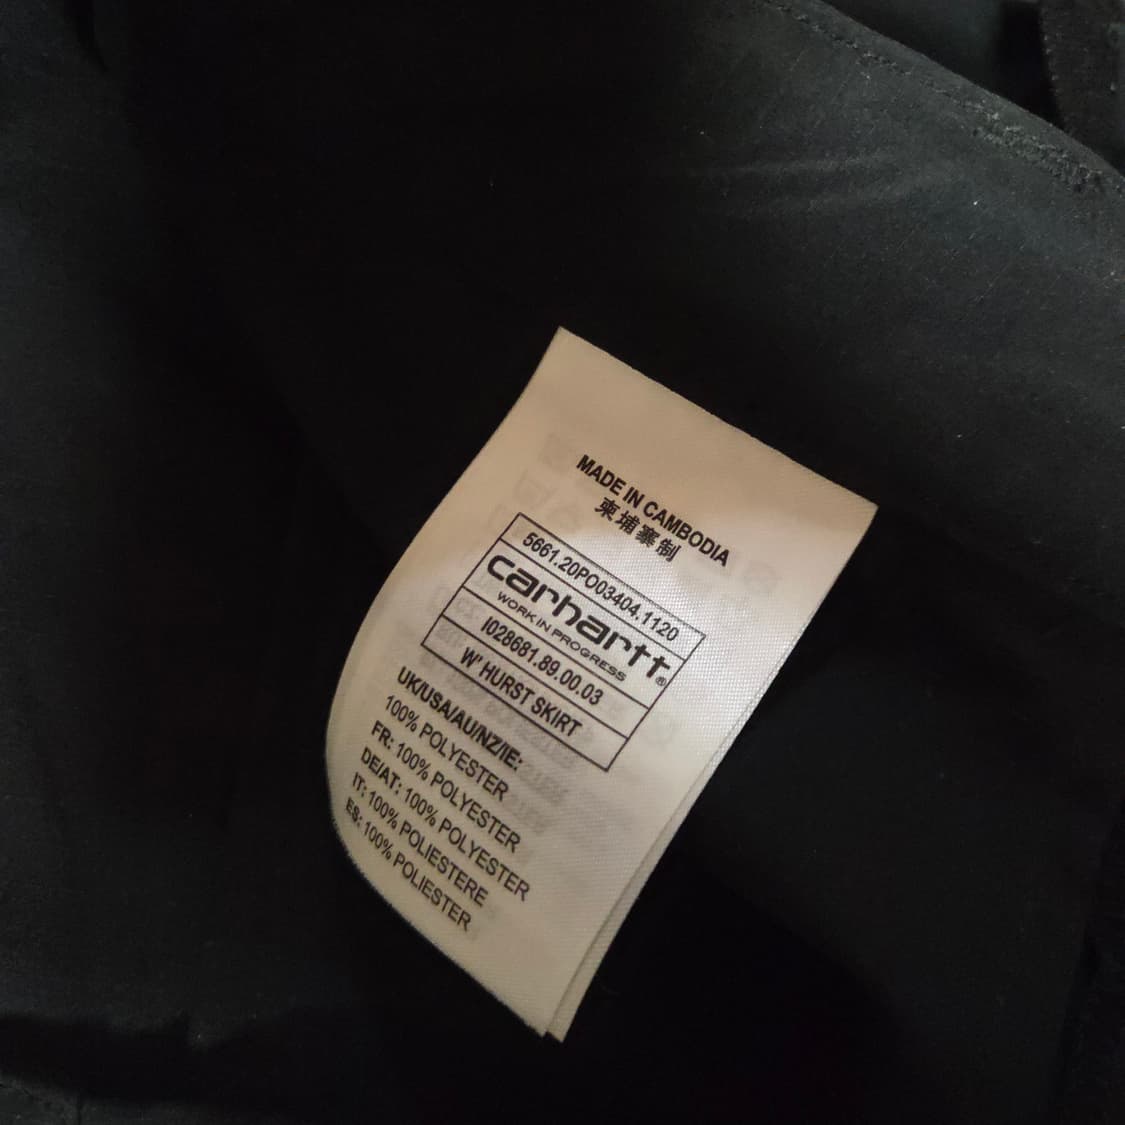 MADE IN CAMBODIA
柬埔寨制
5661.20PO03404.1120
carhartt®
WORK IN PROGRESS
I028681.89.00.03
W' HURST SKIRT
UK/USA/AU/NZ/IE:
100% POLYESTER
FR: 100% POLYESTER
DE/AT: 100% POLYESTER
IT: 100% POLIESTERE
ES: 100% POLIESTER